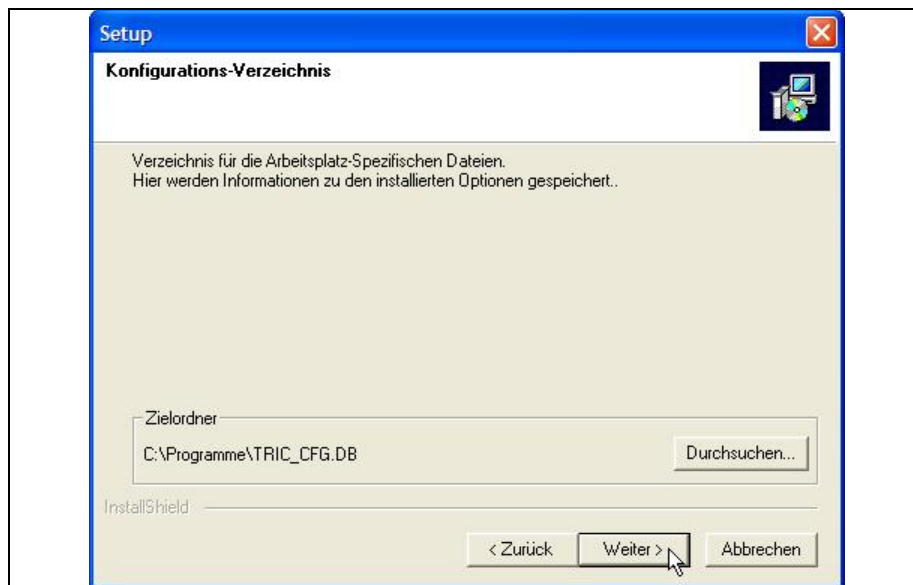 Setup
Konfigurations-Verzeichnis
Verzeichnis für die Arbeitsplatz-Spezifischen Dateien.
Hier werden Informationen zu den installierten Optionen gespeichert..
Zielordner
C:\Programme\TRIC_CFG.DB
Durchsuchen...
InstallShield
< Zurück
Weiter >
Abbrechen